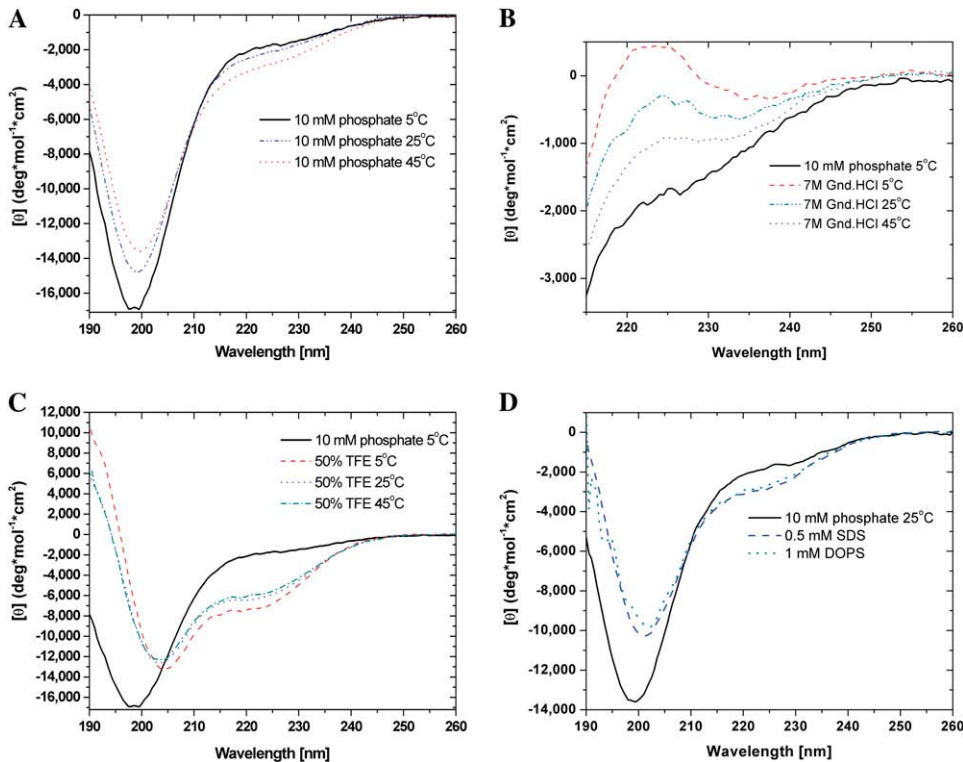 A
[θ] (deg*mol-1*cm2)
0
-2,000
-4,000
-6,000
-8,000
-10,000
-12,000
-14,000
-16,000
10 mM phosphate 5°C
10 mM phosphate 25°C
10 mM phosphate 45°C
190 200 210 220 230 240 250 260
Wavelength [nm]
B
[θ] (deg*mol-1*cm2)
0
-1,000
-2,000
-3,000
10 mM phosphate 5°C
7M Gnd.HCl 5°C
7M Gnd.HCl 25°C
7M Gnd.HCl 45°C
220 230 240 250 260
Wavelength [nm]
C
[θ] (deg*mol-1*cm2)
12,000
10,000
8,000
6,000
4,000
2,000
0
-2,000
-4,000
-6,000
-8,000
-10,000
-12,000
-14,000
-16,000
10 mM phosphate 5°C
50% TFE 5°C
50% TFE 25°C
50% TFE 45°C
190 200 210 220 230 240 250 260
Wavelength [nm]
D
[θ] (deg*mol-1*cm2)
0
-2,000
-4,000
-6,000
-8,000
-10,000
-12,000
-14,000
10 mM phosphate 25°C
0.5 mM SDS
1 mM DOPS
190 200 210 220 230 240 250 260
Wavelength [nm]